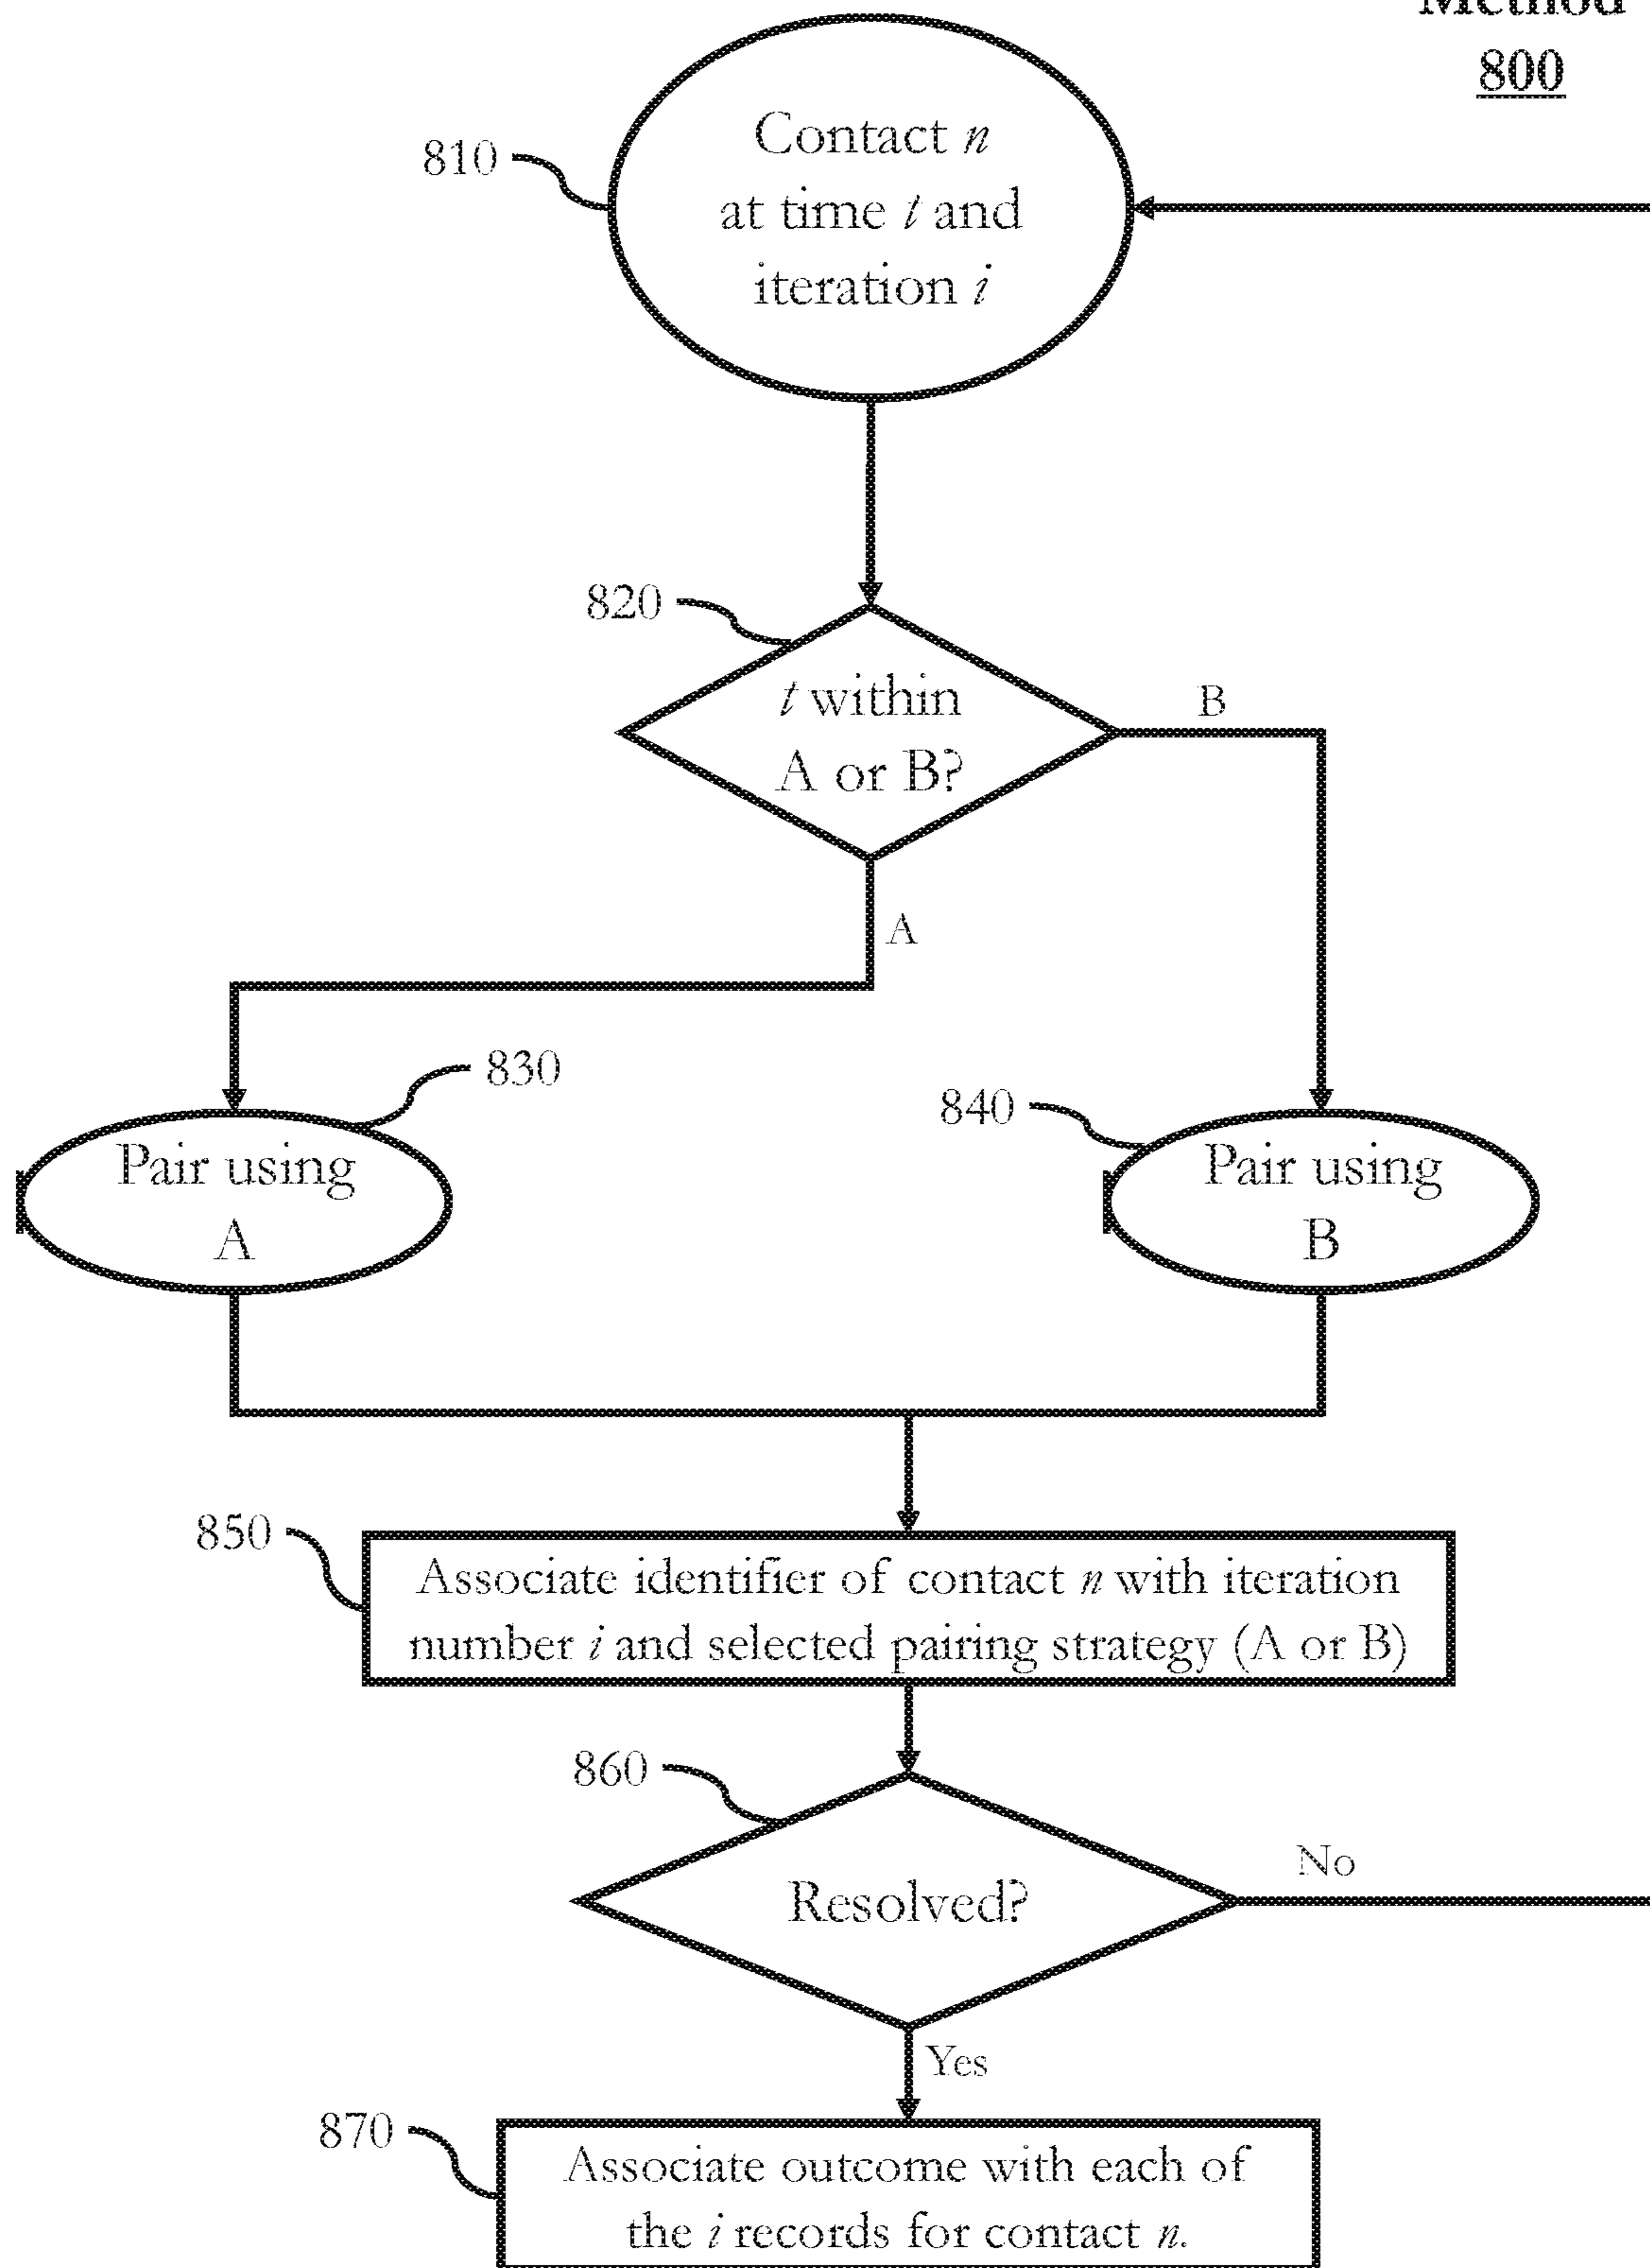 Method
800
810
Contact n
at time t and
iteration i
820
t within
A or B?
B
A
830
Pair using
A
840
Pair using
B
850
Associate identifier of contact n with iteration
number i and selected pairing strategy (A or B)
860
Resolved?
No
Yes
870
Associate outcome with each of
the i records for contact n.